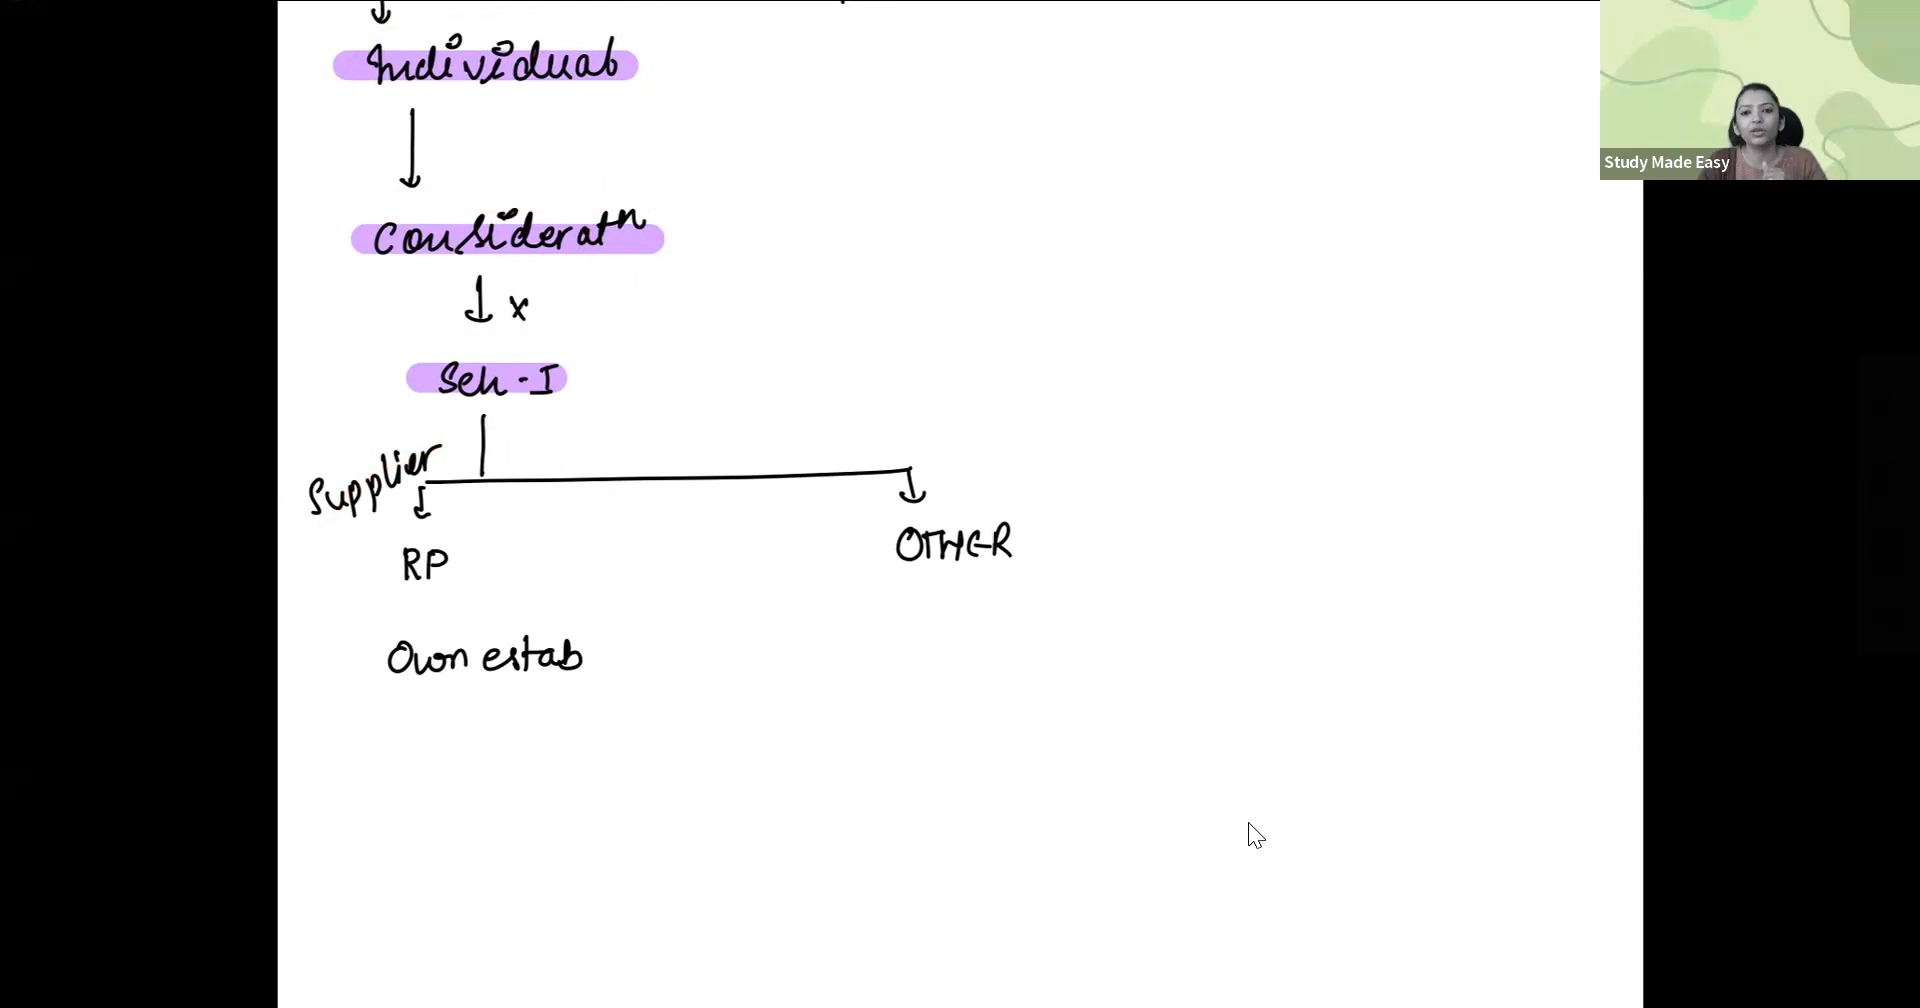 Individual
Study Made Easy
Consideratn
x
Sch-I
Supplier
RP
OTHER
Own estab